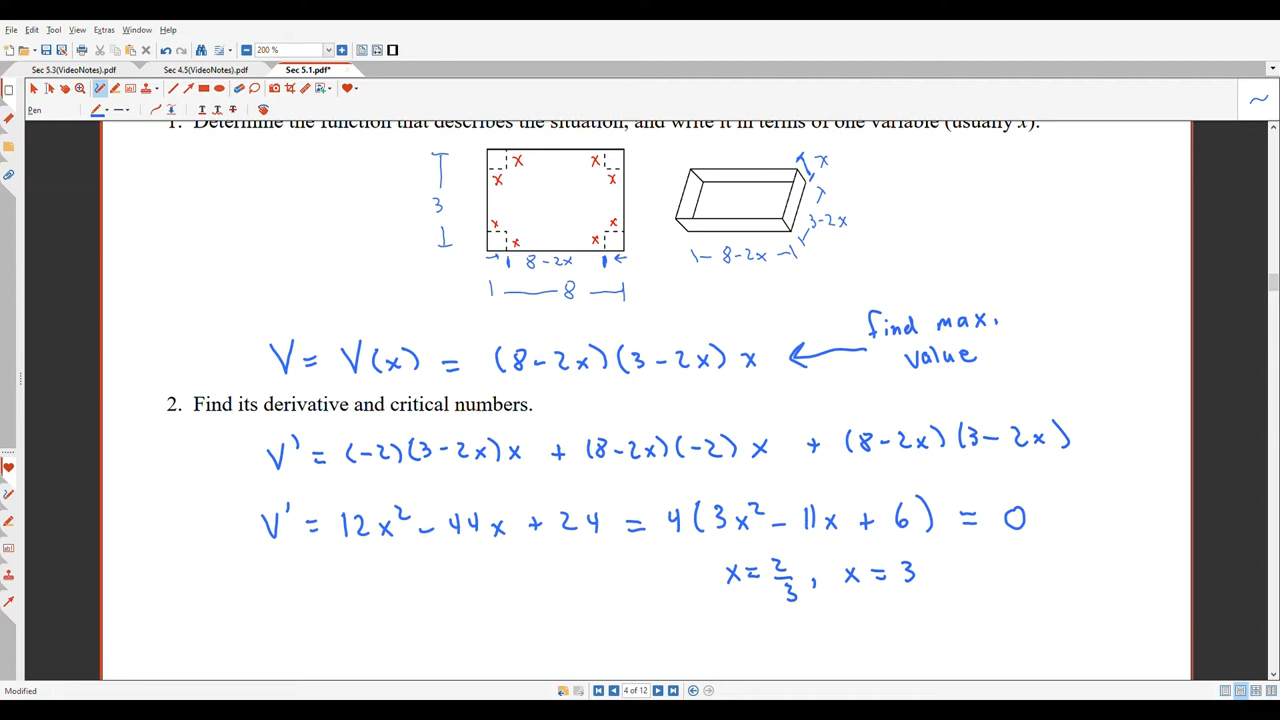 File Edit Tool View Extras Window Help
200 %
Sec 5.3(VideoNotes).pdf Sec 4.5(VideoNotes).pdf Sec 5.1.pdf*
Pen
1. Determine the function that describes the situation, and write it in terms of one variable (usually x).
x x x
x x
3
x x
x x
3-2x
8-2x 8-2x
8
find max.
value
V = V(x) = (8-2x)(3-2x) x
2. Find its derivative and critical numbers.
V' = (-2)(3-2x)x + (8-2x)(-2) x + (8-2x)(3-2x)
V' = 12x² - 44x + 24 = 4(3x² - 11x + 6) = 0
x = 2/3, x = 3
Modified 4 of 12